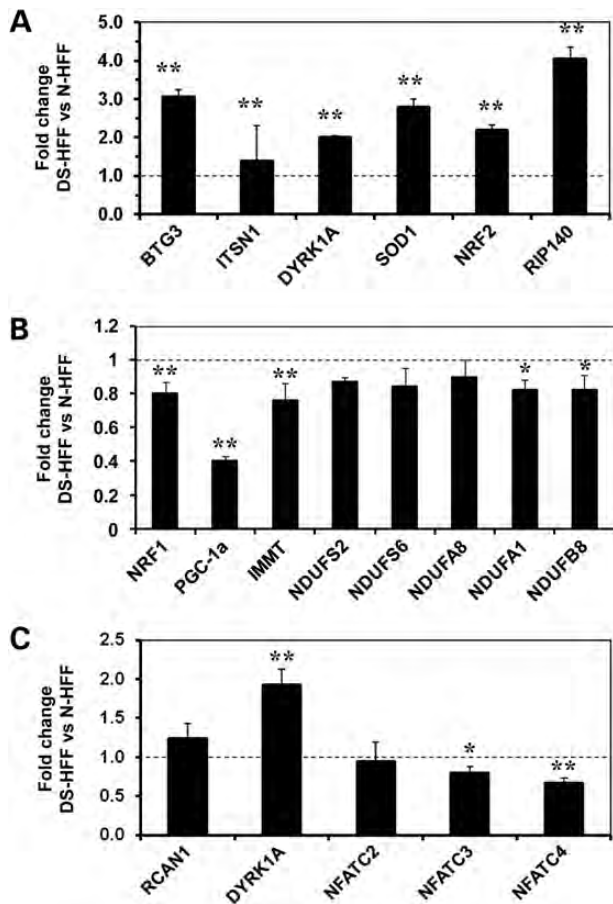 A
Fold change
DS-HFF vs N-HFF
5.0
4.0
3.0
2.0
1.0
0.0
** ** ** ** ** **
BTG3 ITSN1 DYRK1A SOD1 NRF2 RIP140
B
Fold change
DS-HFF vs N-HFF
1.2
1
0.8
0.6
0.4
0.2
0
** ** ** * *
NRF1 PGC-1a IMMT NDUFS2 NDUFS6 NDUFA8 NDUFA1 NDUFB8
C
Fold change
DS-HFF vs N-HFF
2.5
2.0
1.5
1.0
0.5
0.0
** * **
RCAN1 DYRK1A NFATC2 NFATC3 NFATC4